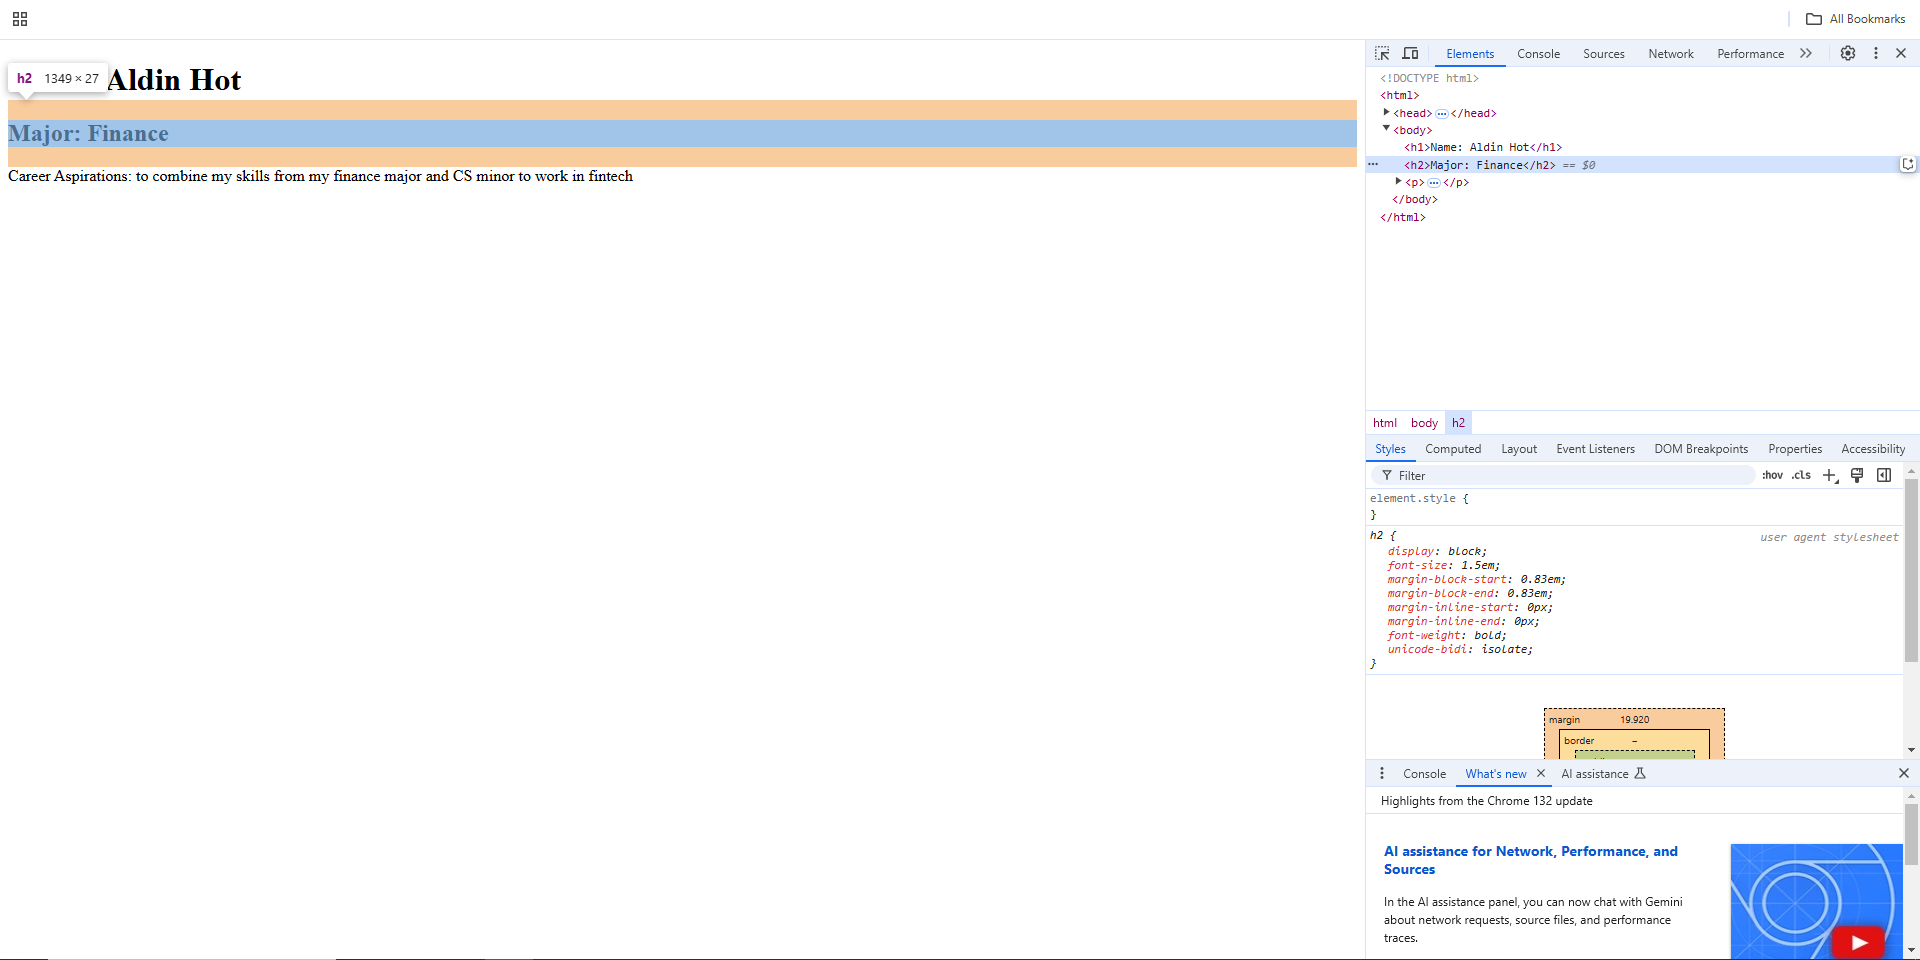 All Bookmarks
h2 1349 × 27
Aldin Hot
Major: Finance
Career Aspirations: to combine my skills from my finance major and CS minor to work in fintech
Elements Console Sources Network Performance
<!DOCTYPE html>
<html>
<head> ••• </head>
<body>
<h1>Name: Aldin Hot</h1>
••• <h2>Major: Finance</h2> == $0
<p> ••• </p>
</body>
</html>
html body h2
Styles Computed Layout Event Listeners DOM Breakpoints Properties Accessibility
Filter :hov .cls
element.style {
}
h2 { user agent stylesheet
display: block;
font-size: 1.5em;
margin-block-start: 0.83em;
margin-block-end: 0.83em;
margin-inline-start: 0px;
margin-inline-end: 0px;
font-weight: bold;
unicode-bidi: isolate;
}
margin 19.920
border –
Console What's new AI assistance
Highlights from the Chrome 132 update
AI assistance for Network, Performance, and
Sources
In the AI assistance panel, you can now chat with Gemini
about network requests, source files, and performance
traces.